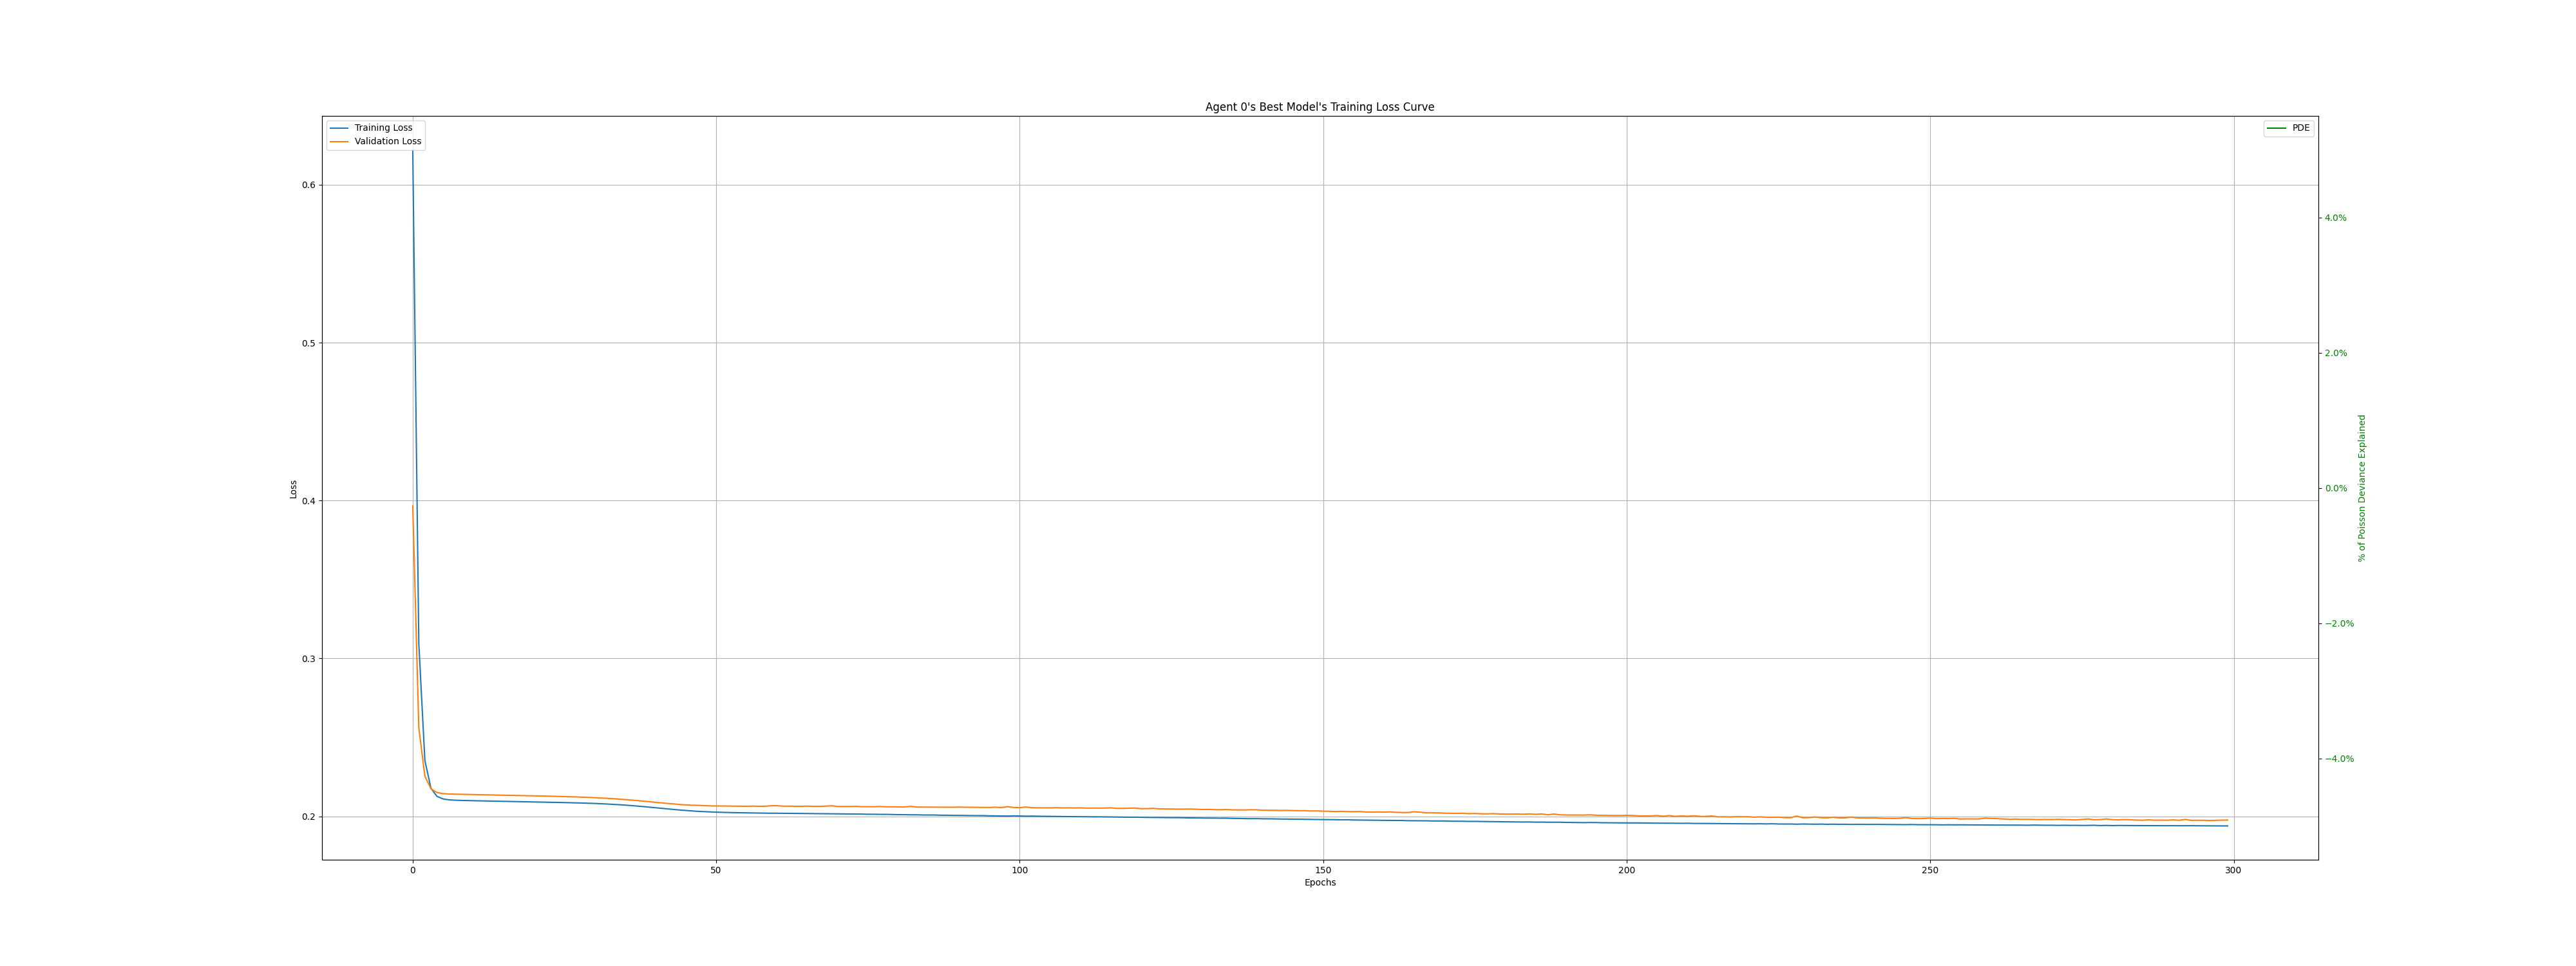 Agent 0's Best Model's Training Loss Curve
Training Loss
Validation Loss
PDE
0.6
0.5
0.4
0.3
0.2
Loss
4.0%
2.0%
0.0%
−2.0%
−4.0%
% of Poisson Deviance Explained
0
50
100
150
200
250
300
Epochs